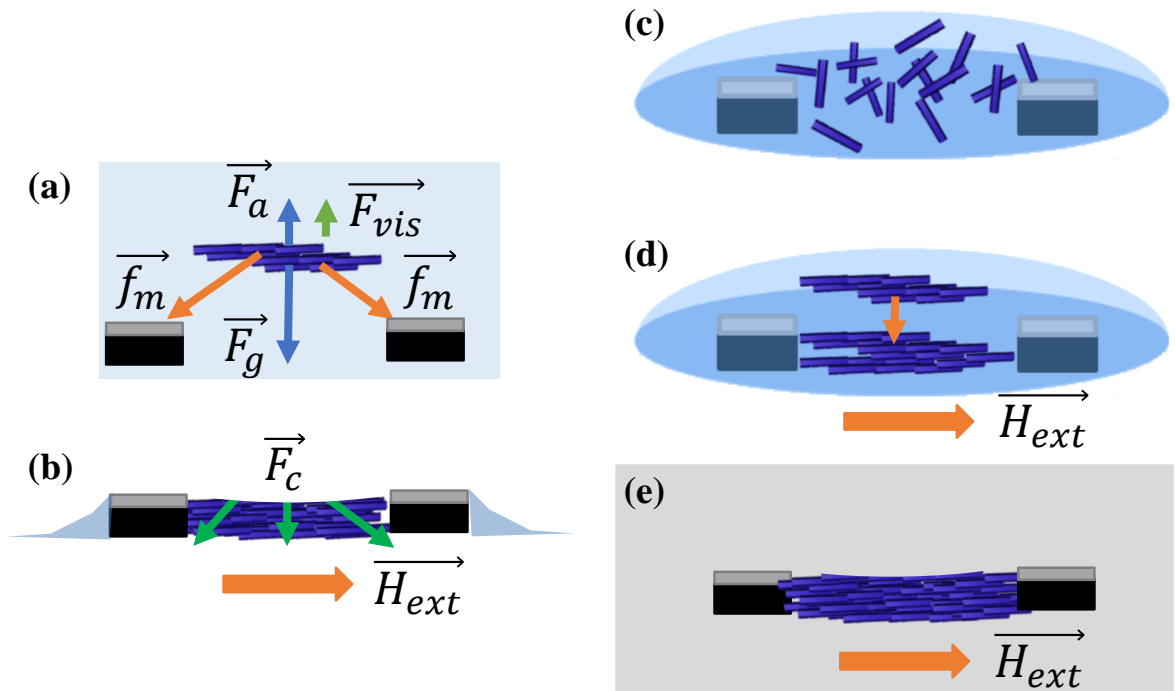 (a)
F_a
F_vis
f_m
f_m
F_g
(b)
F_c
H_ext
(c)
(d)
H_ext
(e)
H_ext